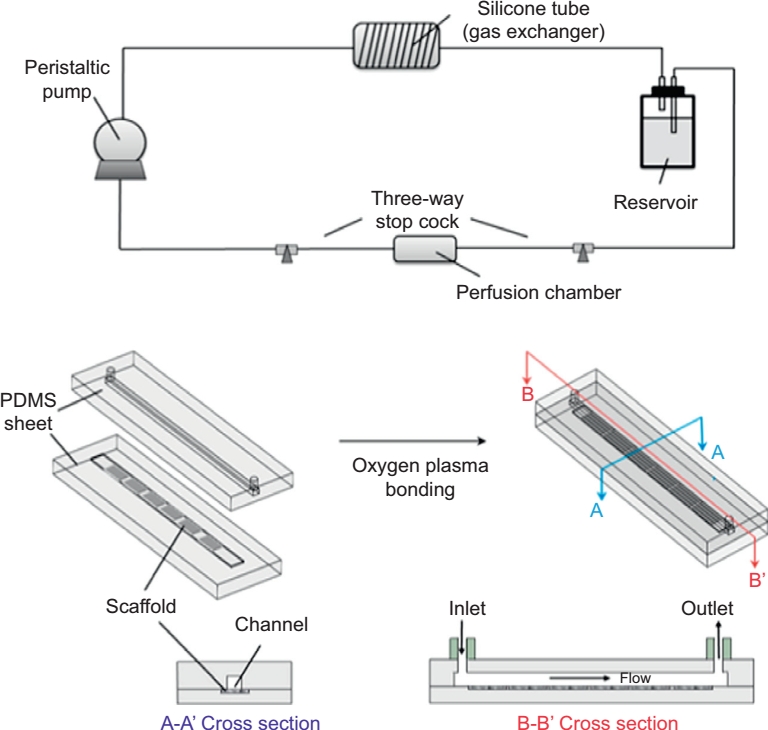 Silicone tube
(gas exchanger)
Peristaltic
pump
Reservoir
Three-way
stop cock
Perfusion chamber
PDMS
sheet
Oxygen plasma
bonding
B
A
A
B'
Scaffold
Channel
Inlet
Outlet
Flow
A-A' Cross section
B-B' Cross section